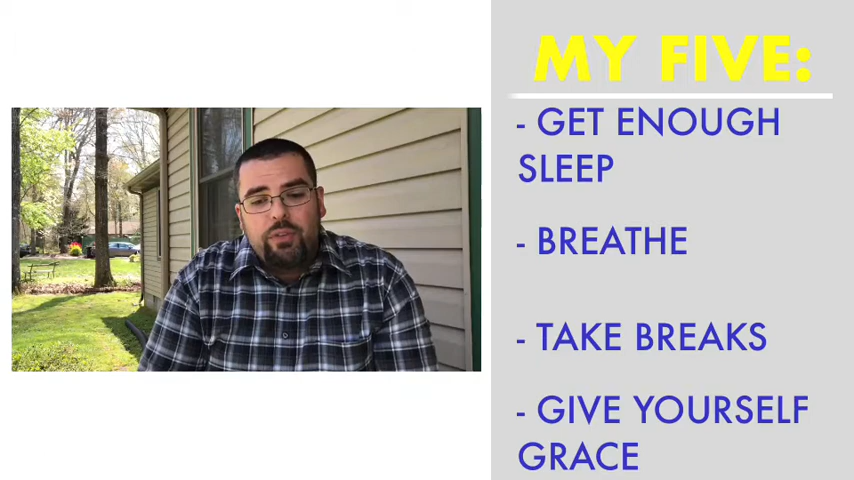 MY FIVE:
- GET ENOUGH
SLEEP
- BREATHE
- TAKE BREAKS
- GIVE YOURSELF
GRACE